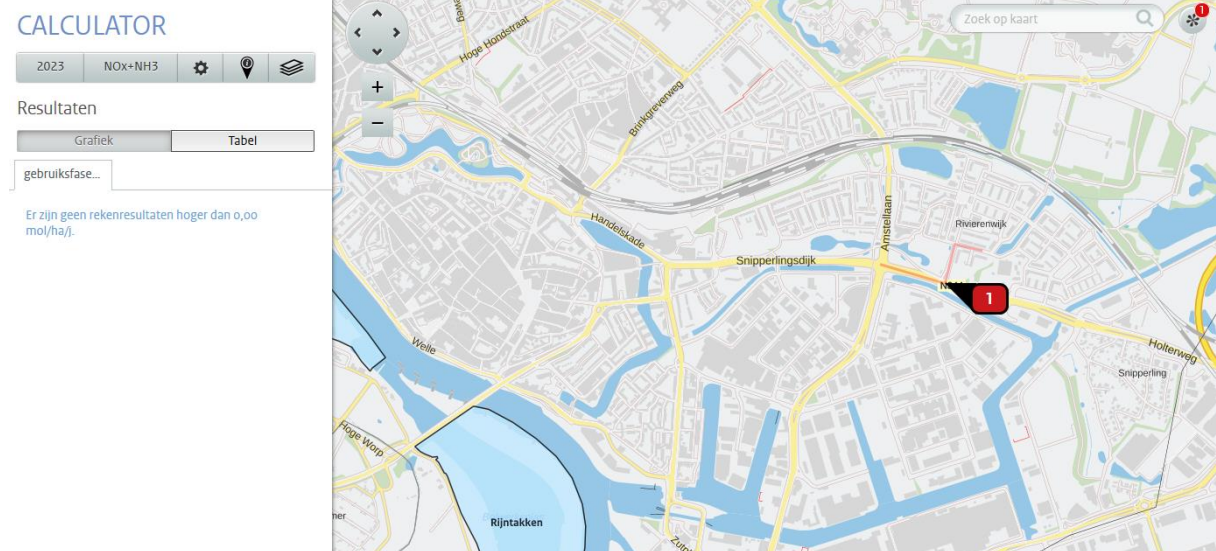 CALCULATOR
2023
NOx+NH3
Resultaten
Grafiek
Tabel
gebruiksfase...
Er zijn geen rekenresultaten hoger dan 0,00
mol/ha/j.
Zoek op kaart
1
Hoge Hondstraat
Brinkgreverweg
Handelskade
Amstellaan
Rivierenwijk
Snipperlingsdijk
1
Welle
Holterweg
Snipperling
Hoge Worp
Rijntakken